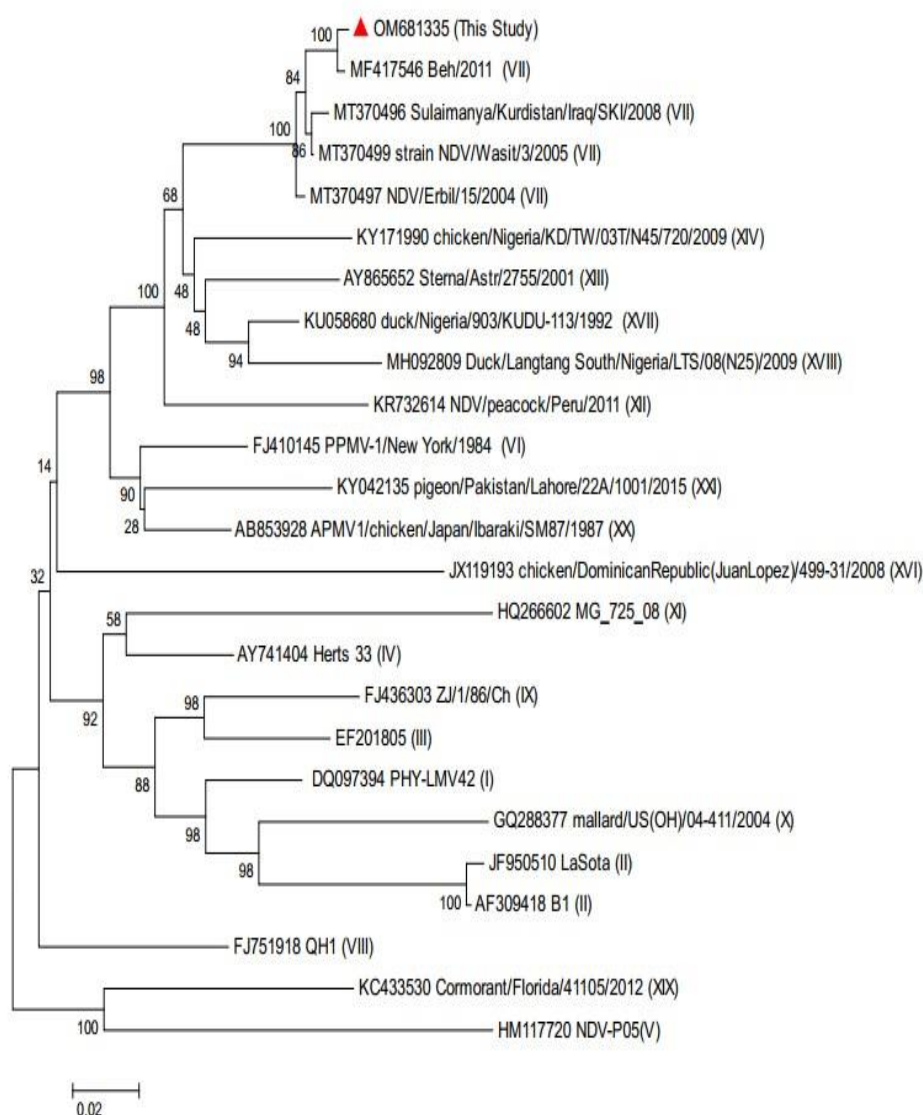 100
OM681335 (This Study)
84
MF417546 Beh/2011 (VII)
100
MT370496 Sulaimanya/Kurdistan/Iraq/SKI/2008 (VII)
86
MT370499 strain NDV/Wasit/3/2005 (VII)
68
MT370497 NDV/Erbil/15/2004 (VII)
KY171990 chicken/Nigeria/KD/TW/03T/N45/720/2009 (XIV)
48
100
AY865652 Sterna/Astr/2755/2001 (XIII)
48
KU058680 duck/Nigeria/903/KUDU-113/1992 (XVII)
94
MH092809 Duck/Langtang South/Nigeria/LTS/08(N25)/2009 (XVIII)
98
KR732614 NDV/peacock/Peru/2011 (XII)
FJ410145 PPMV-1/New York/1984 (VI)
14
90
KY042135 pigeon/Pakistan/Lahore/22A/1001/2015 (XXI)
28
AB853928 APMV1/chicken/Japan/Ibaraki/SM87/1987 (XX)
32
JX119193 chicken/DominicanRepublic(JuanLopez)/499-31/2008 (XVI)
58
HQ266602 MG_725_08 (XI)
AY741404 Herts 33 (IV)
92
98
FJ436303 ZJ/1/86/Ch (IX)
EF201805 (III)
88
DQ097394 PHY-LMV42 (I)
98
GQ288377 mallard/US(OH)/04-411/2004 (X)
98
JF950510 LaSota (II)
100
AF309418 B1 (II)
FJ751918 QH1 (VIII)
KC433530 Cormorant/Florida/41105/2012 (XIX)
100
HM117720 NDV-P05(V)
0.02